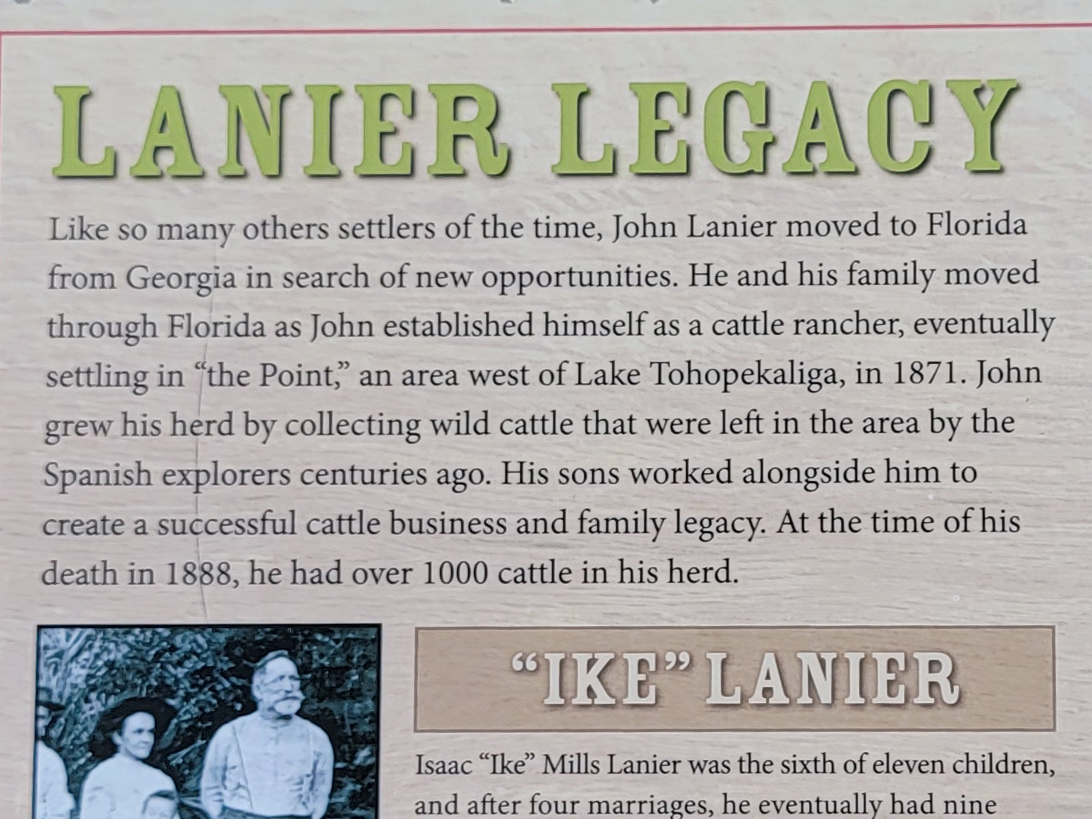 LANIER LEGACY
Like so many others settlers of the time, John Lanier moved to Florida
from Georgia in search of new opportunities. He and his family moved
through Florida as John established himself as a cattle rancher, eventually
settling in “the Point,” an area west of Lake Tohopekaliga, in 1871. John
grew his herd by collecting wild cattle that were left in the area by the
Spanish explorers centuries ago. His sons worked alongside him to
create a successful cattle business and family legacy. At the time of his
death in 1888, he had over 1000 cattle in his herd.
“IKE” LANIER
Isaac “Ike” Mills Lanier was the sixth of eleven children,
and after four marriages, he eventually had nine